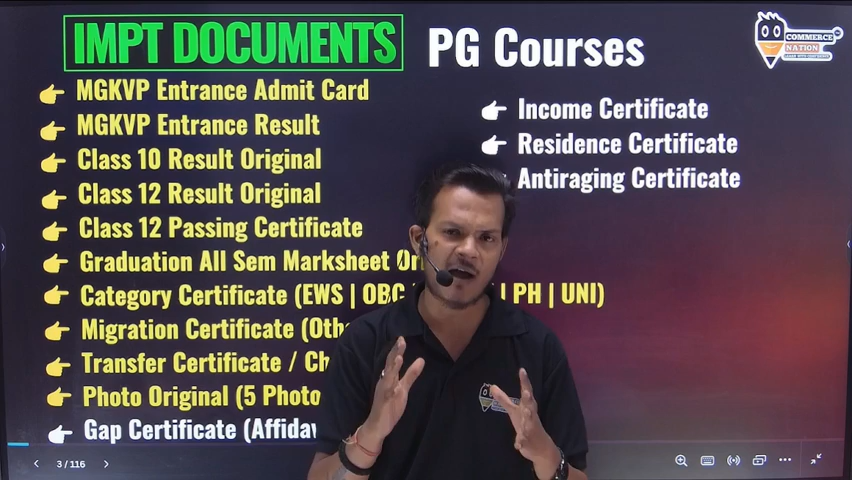 IMPT DOCUMENTS
PG Courses
COMMERCE
NATION
MGKVP Entrance Admit Card
MGKVP Entrance Result
Class 10 Result Original
Class 12 Result Original
Class 12 Passing Certificate
Graduation All Sem Marksheet
Category Certificate (EWS | OBC | PH | UNI)
Migration Certificate
Transfer Certificate /
Photo Original (5 Photo
Gap Certificate
Income Certificate
Residence Certificate
Antiraging Certificate
3 / 116